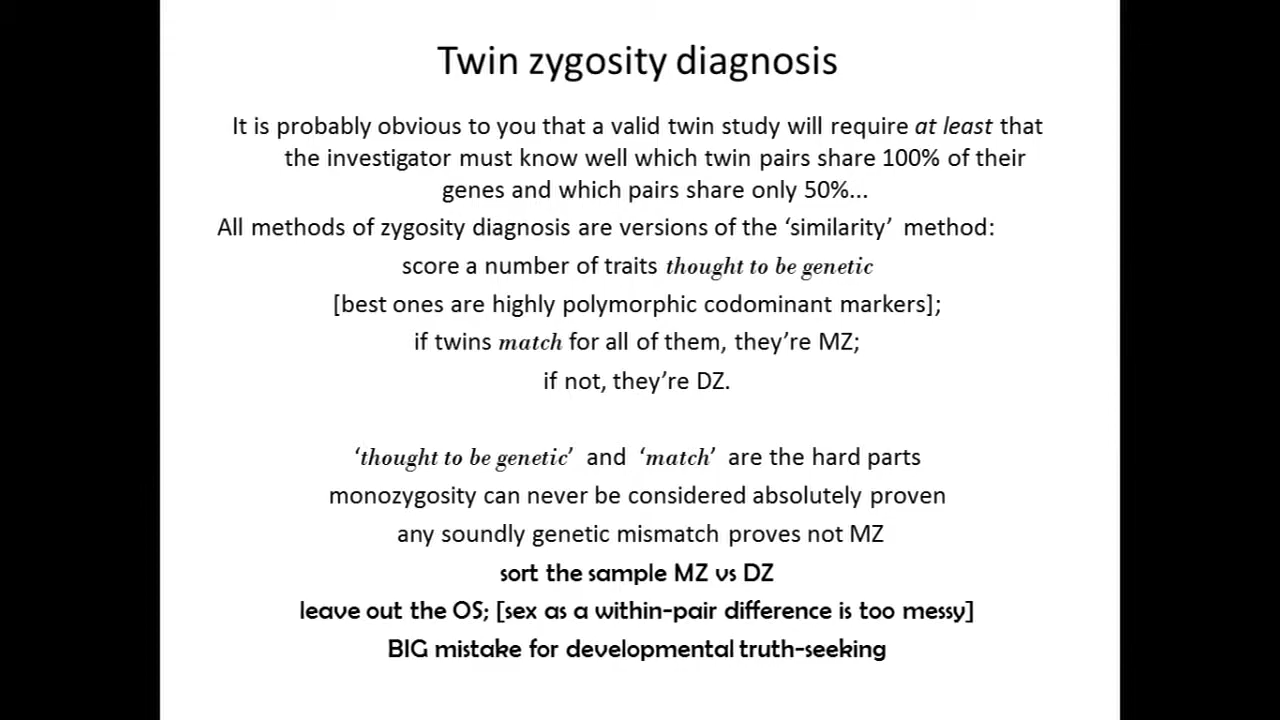 Twin zygosity diagnosis
It is probably obvious to you that a valid twin study will require at least that
the investigator must know well which twin pairs share 100% of their
genes and which pairs share only 50%...
All methods of zygosity diagnosis are versions of the ‘similarity’ method:
score a number of traits thought to be genetic
[best ones are highly polymorphic codominant markers];
if twins match for all of them, they’re MZ;
if not, they’re DZ.
‘thought to be genetic’ and ‘match’ are the hard parts
monozygosity can never be considered absolutely proven
any soundly genetic mismatch proves not MZ
sort the sample MZ vs DZ
leave out the OS; [sex as a within-pair difference is too messy]
BIG mistake for developmental truth-seeking